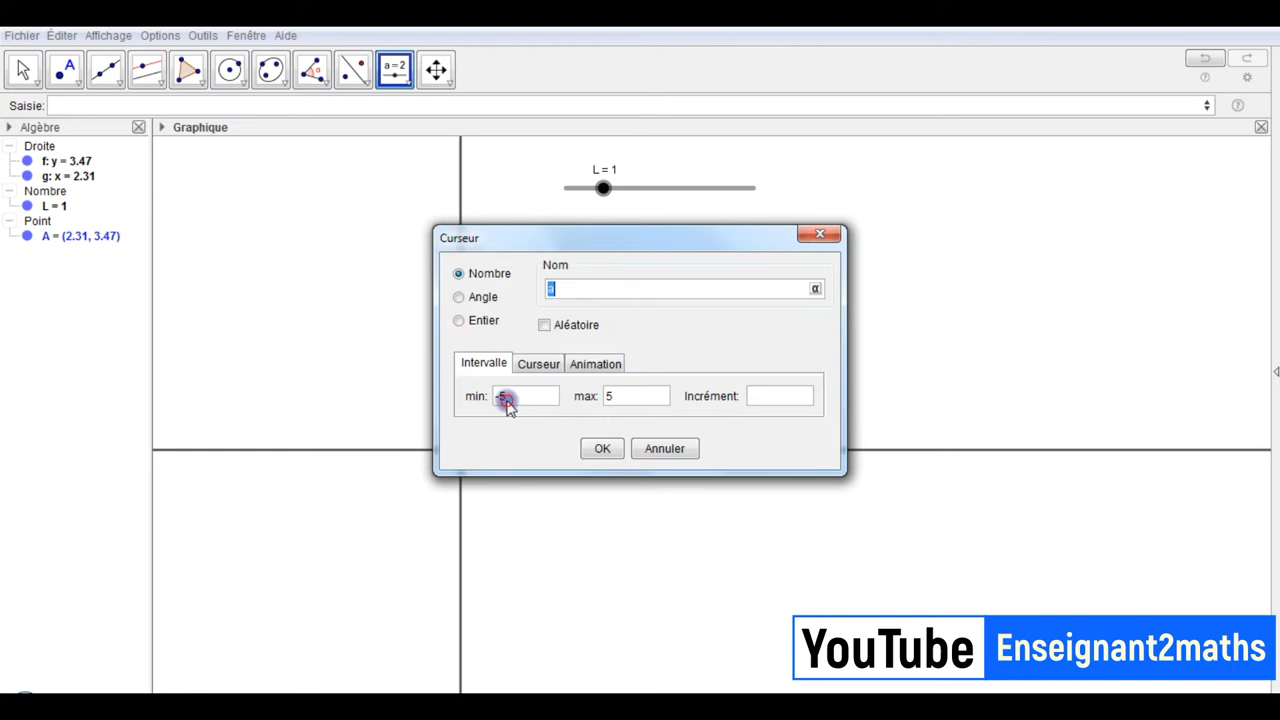 Fichier Éditer Affichage Options Outils Fenêtre Aide
A
a = 2
Saisie:
Algèbre
Graphique
Droite
f: y = 3.47
g: x = 2.31
Nombre
L = 1
Point
A = (2.31, 3.47)
L = 1
Curseur
Nombre
Angle
Entier
Nom
a
α
Aléatoire
Intervalle Curseur Animation
min: -5 max: 5 Incrément:
OK Annuler
YouTube Enseignant2maths